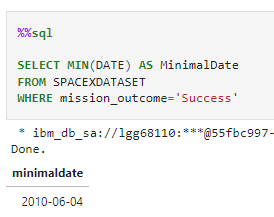 %%sql
SELECT MIN(DATE) AS MinimalDate
FROM SPACEXDATASET
WHERE mission_outcome='Success'
* ibm_db_sa://lgg68110:***@55fbc997-
Done.
minimaldate
2010-06-04